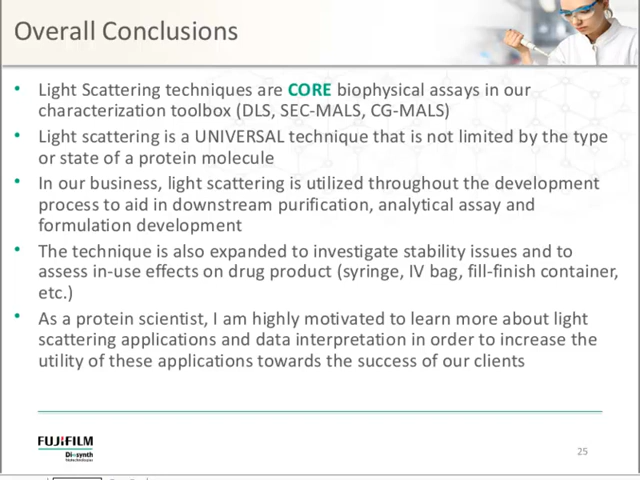 Overall Conclusions
• Light Scattering techniques are CORE biophysical assays in our
characterization toolbox (DLS, SEC-MALS, CG-MALS)
• Light scattering is a UNIVERSAL technique that is not limited by the type
or state of a protein molecule
• In our business, light scattering is utilized throughout the development
process to aid in downstream purification, analytical assay and
formulation development
• The technique is also expanded to investigate stability issues and to
assess in-use effects on drug product (syringe, IV bag, fill-finish container,
etc.)
• As a protein scientist, I am highly motivated to learn more about light
scattering applications and data interpretation in order to increase the
utility of these applications towards the success of our clients
FUJIFILM
Diosynth
25